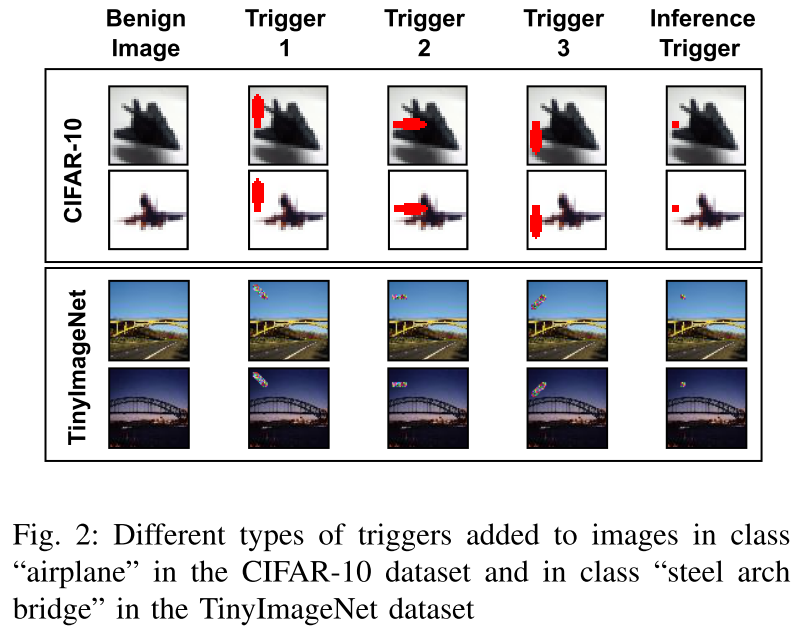 Benign Image
Trigger 1
Trigger 2
Trigger 3
Inference Trigger
CIFAR-10
TinyImageNet
Fig. 2: Different types of triggers added to images in class
“airplane” in the CIFAR-10 dataset and in class “steel arch
bridge” in the TinyImageNet dataset